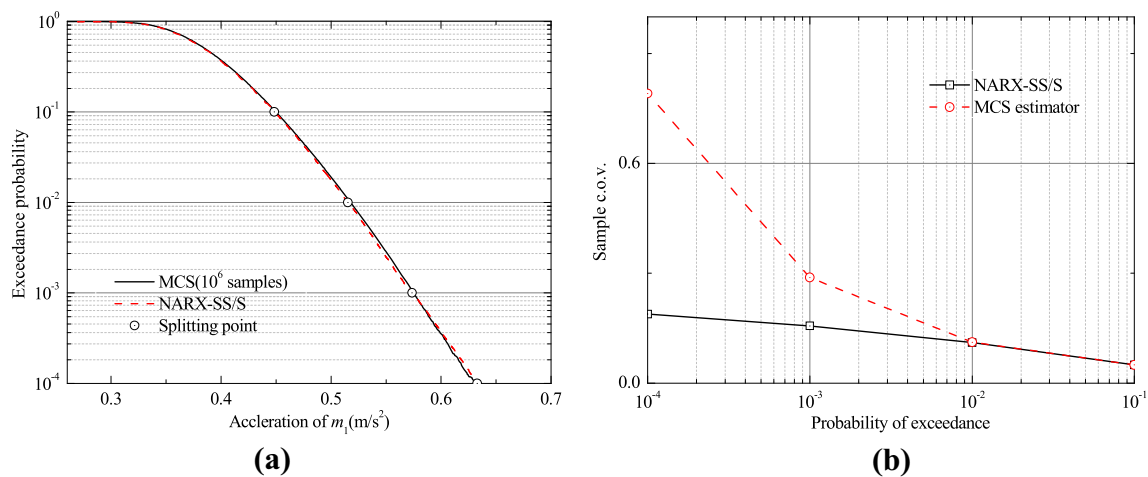 Exceedance probability
10^0
10^-1
10^-2
10^-3
10^-4
MCS(10^6 samples)
NARX-SS/S
Splitting point
0.3 0.4 0.5 0.6 0.7
Accleration of m_1(m/s^2)
(a)
Sample c.o.v.
0.6
0.0
NARX-SS/S
MCS estimator
10^-4 10^-3 10^-2 10^-1
Probability of exceedance
(b)